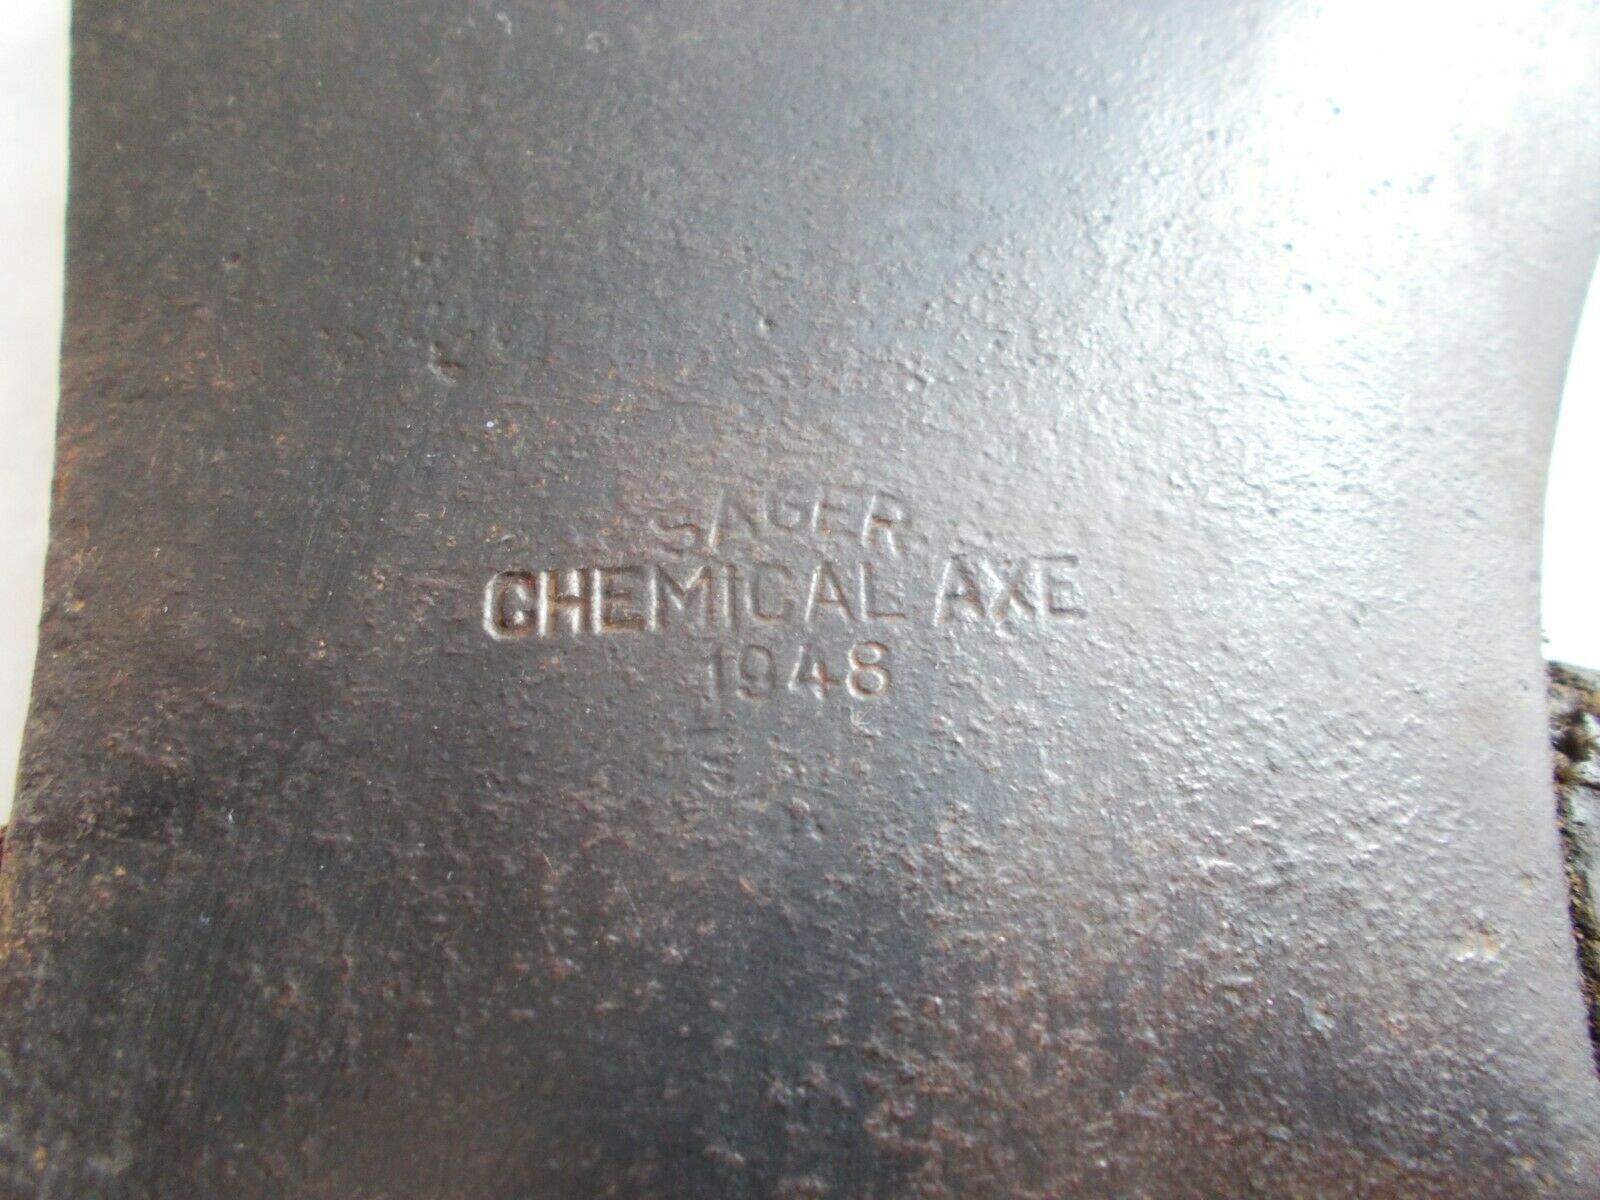 SAGER
CHEMICAL AXE
1948